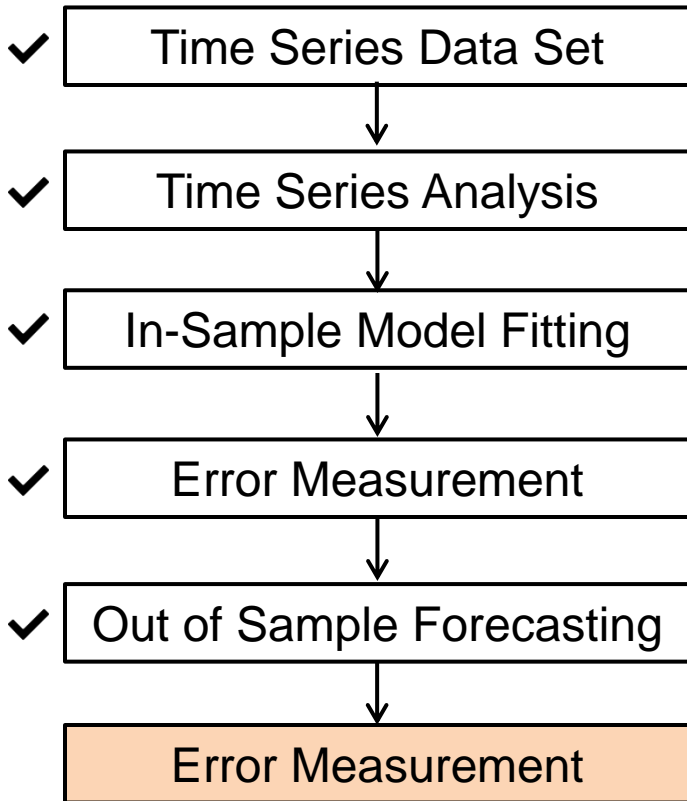 Time Series Data Set
Time Series Analysis
In-Sample Model Fitting
Error Measurement
Out of Sample Forecasting
Error Measurement